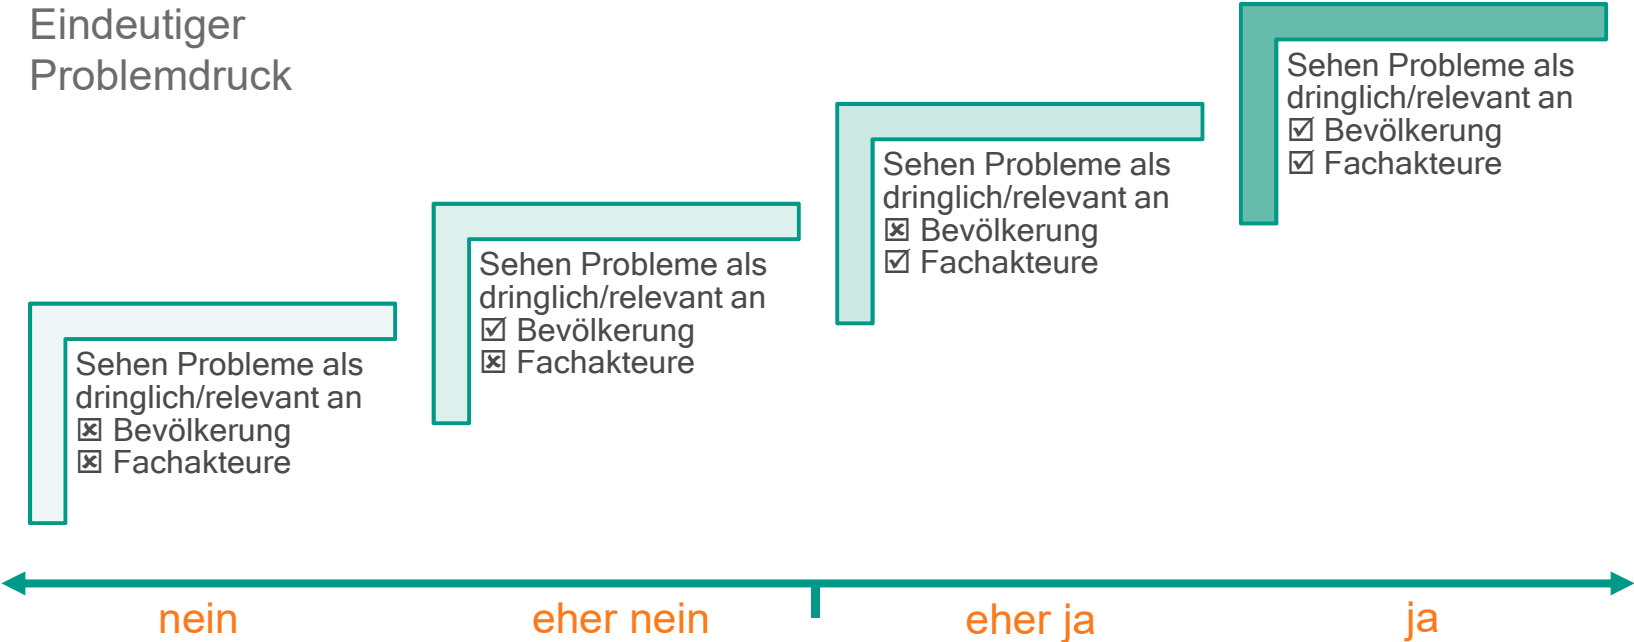 Eindeutiger
Problemdruck
Sehen Probleme als
dringlich/relevant an
☒ Bevölkerung
☒ Fachakteure
Sehen Probleme als
dringlich/relevant an
☑ Bevölkerung
☒ Fachakteure
Sehen Probleme als
dringlich/relevant an
☒ Bevölkerung
☑ Fachakteure
Sehen Probleme als
dringlich/relevant an
☑ Bevölkerung
☑ Fachakteure
nein
eher nein
eher ja
ja